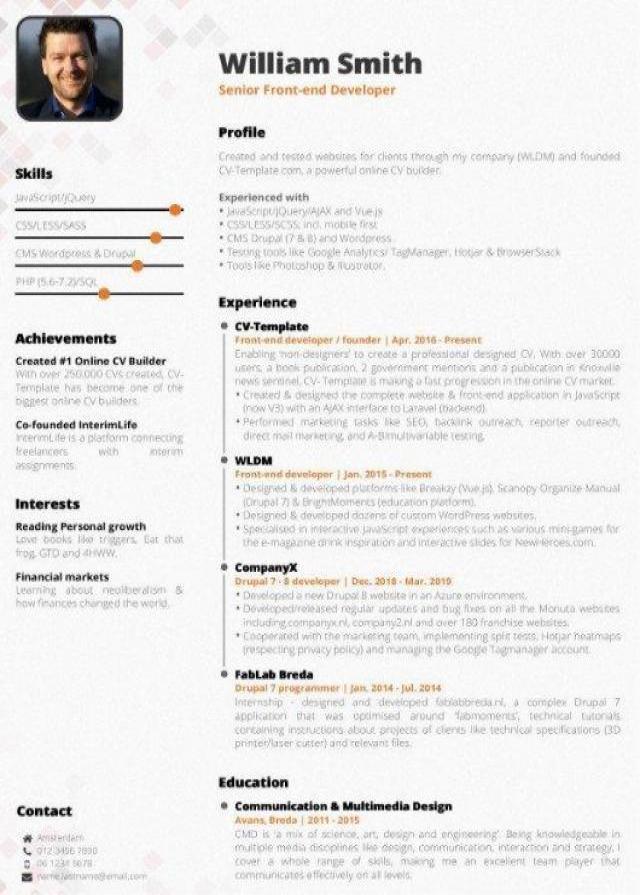 William Smith
Senior Front-end Developer
Profile
Created and tested websites for clients through my company (WLDM) and founded
CV-Template.com, a powerful online CV builder.
Experienced with
• JavaScript/jQuery/AJAX and Vue.js
• CSS/LESS/SCSS; incl. mobile first
• CMS Drupal (7 & 8) and Wordpress.
• Testing tools like Google Analytics/ TagManager, Hotjar & BrowserStack
• Tools like Photoshop & Illustrator.
Skills
JavaScript/jQuery
CSS/LESS/SASS
CMS Wordpress & Drupal
PHP (5.6-7.2)/SQL
Achievements
Created #1 Online CV Builder
With over 250.000 CVs created, CV-
Template has become one of the
biggest online CV builders.
Co-founded InterimLife
InterimLife is a platform connecting
freelancers with interim
assignments.
Interests
Reading Personal growth
Love books like triggers, Eat that
frog, GTD and 4HWW.
Financial markets
Learning about neoliberalism &
how finances changed the world.
Contact
Amsterdam
012 3456 7890
06 1234 5678
name.lastname@email.com
Experience
CV-Template
Front-end developer / founder | Apr. 2016 - Present
Enabling 'non-designers' to create a professional designed CV. With over 30000
users, a book publication, 2 government mentions and a publication in Knoxville
news sentinel, CV- Template is making a fast progression in the online CV market.
• Created & designed the complete website & front-end application in JavaScript
(now V3) with an AJAX interface to Laravel (backend).
• Performed marketing tasks like SEO, backlink outreach, reporter outreach,
direct mail marketing, and A-B/multivariable testing.
WLDM
Front-end developer | Jan. 2015 - Present
• Designed & developed platforms like Breakzy (Vue.js), Scanopy Organize Manual
(Drupal 7) & BrightMoments (education platform).
• Designed & developed dozens of custom WordPress websites.
• Specialised in interactive JavaScript experiences such as various mini-games for
the e-magazine drink inspiration and interactive slides for NewHeroes.com.
CompanyX
Drupal 7 - 8 developer | Dec. 2018 - Mar. 2019
• Developed a new Drupal 8 website in an Azure environment.
• Developed/released regular updates and bug fixes on all the Monuta websites
including.companyx.nl, company2.nl and over 180 franchise websites.
• Cooperated with the marketing team, implementing split tests, Hotjar heatmaps
(respecting privacy policy) and managing the Google Tagmanager account.
FabLab Breda
Drupal 7 programmer | Jan. 2014 - Jul. 2014
Internship - designed and developed fablabbreda.nl, a complex Drupal 7
application that was optimised around 'fabmoments', technical tutorials
containing instructions about projects of clients like technical specifications (3D
printer/laser cutter) and relevant files.
Education
Communication & Multimedia Design
Avans, Breda | 2011 - 2015
CMD is 'a mix of science, art, design and engineering'. Being knowledgeable in
multiple media disciplines like design, communication, interaction and strategy, I
cover a whole range of skills, making me an excellent team player that
communicates effectively on all levels.